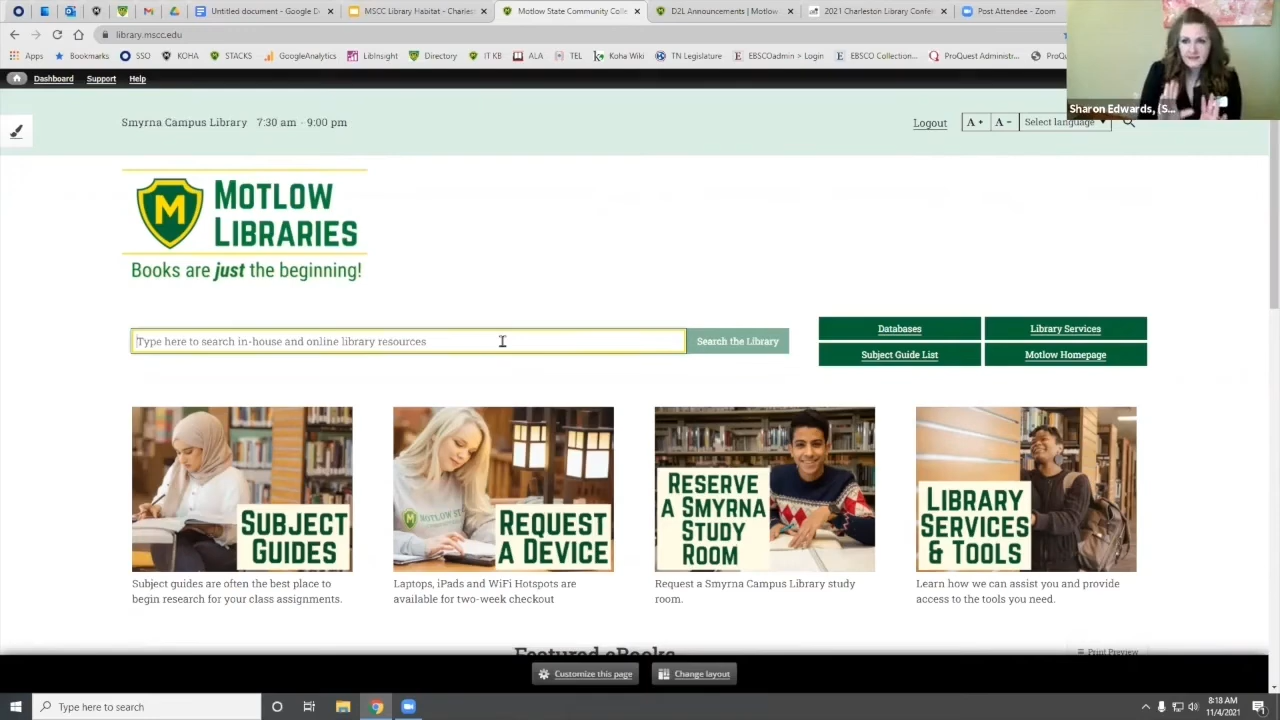 Untitled document - Google D
MSCC Library Habitat - Charles
Motlow State Community Colle
D2L Announcements | Motlow
2021 Charleston Library Confer
Post Attendee - Zoom
library.mscc.edu
Apps
Bookmarks
SSO
KOHA
STACKS
GoogleAnalytics
LibInsight
Directory
IT KB
ALA
TEL
Koha Wiki
TN Legislature
EBSCOadmin > Login
EBSCO Collection...
ProQuest Administr...
Sharon Edwards, (S...
Dashboard
Support
Help
Smyrna Campus Library 7:30 am - 9:00 pm
Logout
A +
A -
Select language
M
MOTLOW
LIBRARIES
Books are just the beginning!
Type here to search in-house and online library resources
Search the Library
Databases
Library Services
Subject Guide List
Motlow Homepage
SUBJECT
GUIDES
MOTLOW ST
REQUEST
A DEVICE
RESERVE
A SMYRNA
STUDY
ROOM
LIBRARY
SERVICES
& TOOLS
Subject guides are often the best place to
begin research for your class assignments.
Laptops, iPads and WiFi Hotspots are
available for two-week checkout
Request a Smyrna Campus Library study
room.
Learn how we can assist you and provide
access to the tools you need.
Featured eBooks
Print Preview
Customize this page
Change layout
Type here to search
8:18 AM
11/4/2021